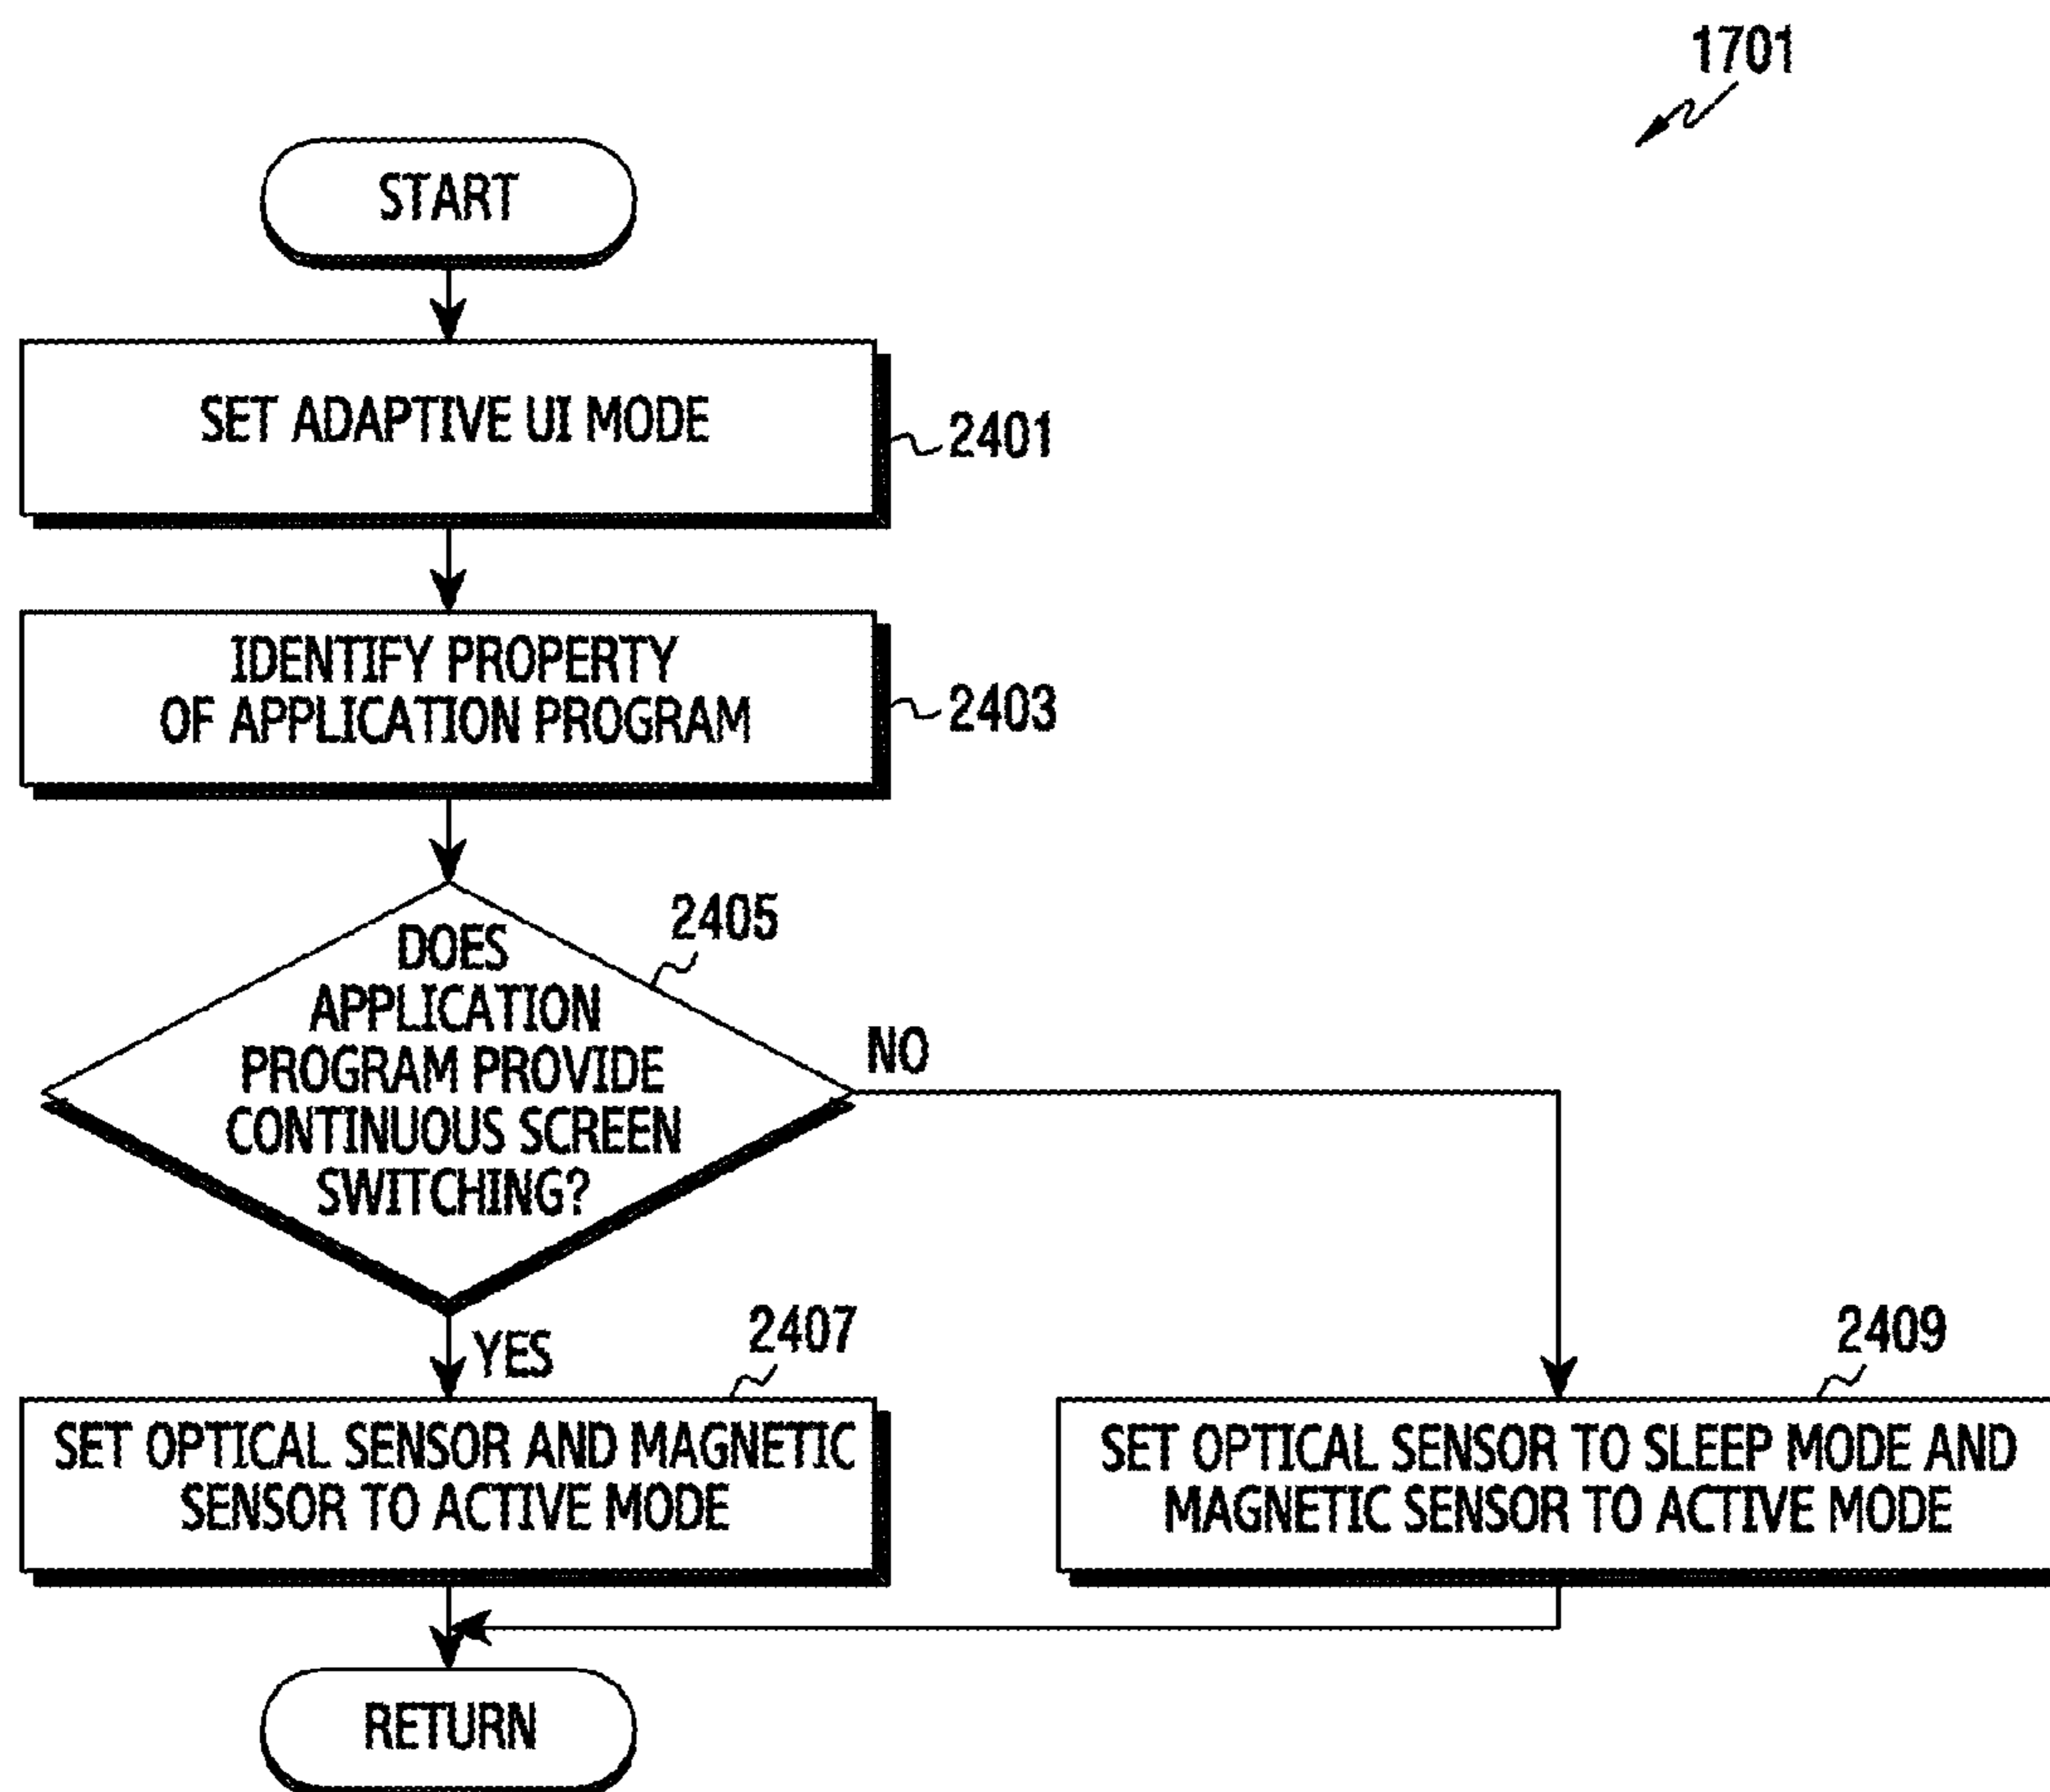 1701
START
SET ADAPTIVE UI MODE
2401
IDENTIFY PROPERTY
OF APPLICATION PROGRAM
2403
2405
DOES
APPLICATION
PROGRAM PROVIDE
CONTINUOUS SCREEN
SWITCHING?
NO
YES
2407
SET OPTICAL SENSOR AND MAGNETIC
SENSOR TO ACTIVE MODE
2409
SET OPTICAL SENSOR TO SLEEP MODE AND
MAGNETIC SENSOR TO ACTIVE MODE
RETURN